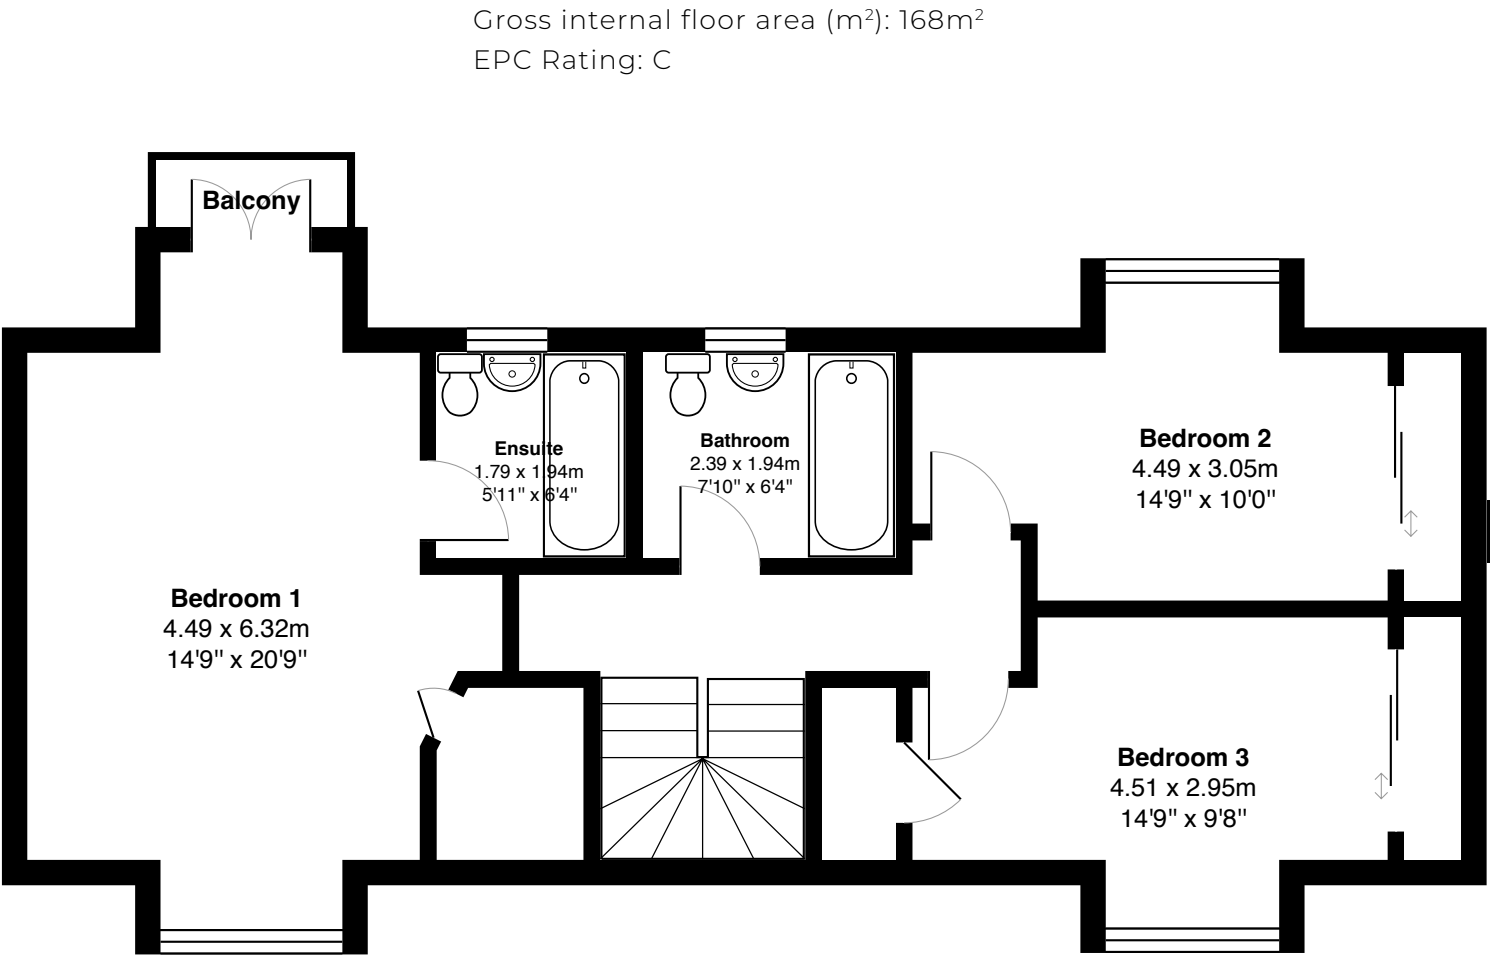 Gross internal floor area (m²): 168m²
EPC Rating: C
Balcony
Ensuite
1.79 x 1.94m
5'11" x 6'4"
Bathroom
2.39 x 1.94m
7'10" x 6'4"
Bedroom 2
4.49 x 3.05m
14'9" x 10'0"
Bedroom 1
4.49 x 6.32m
14'9" x 20'9"
Bedroom 3
4.51 x 2.95m
14'9" x 9'8"